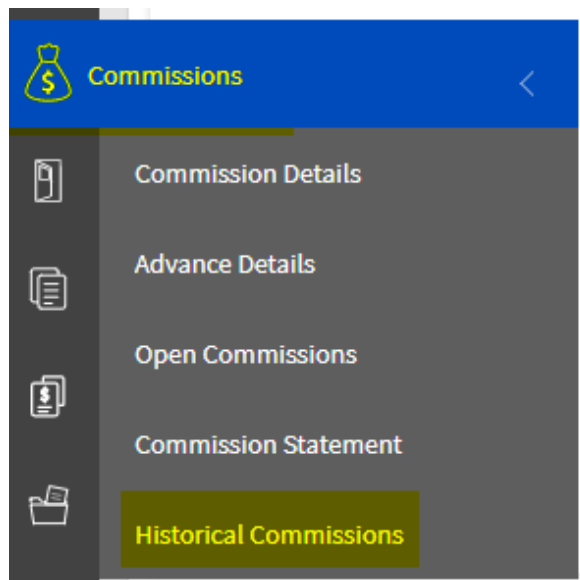 Commissions
Commission Details
Advance Details
Open Commissions
Commission Statement
Historical Commissions